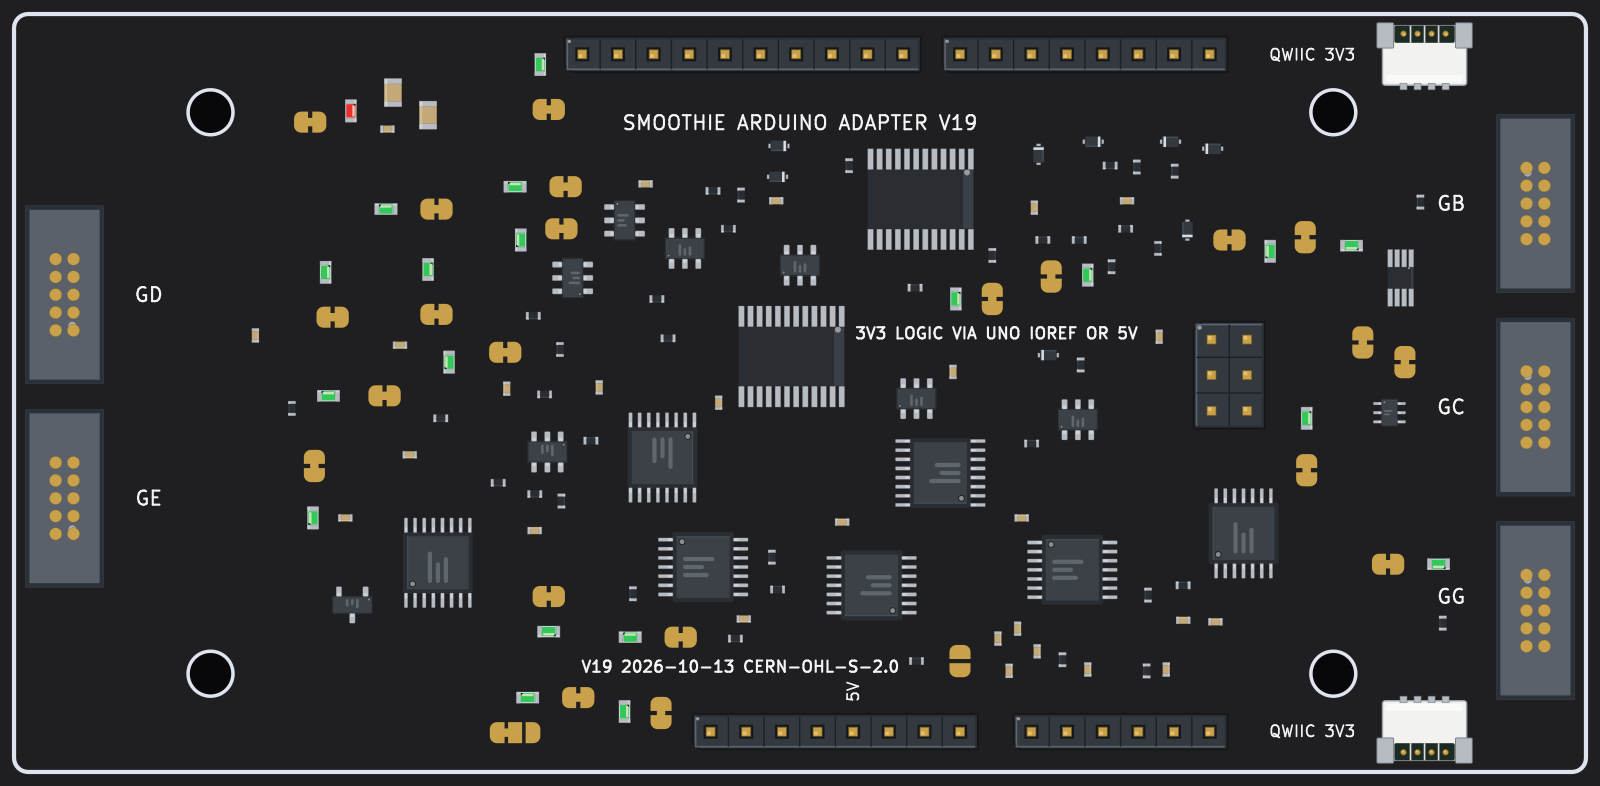 QWIIC 3V3
SMOOTHIE ARDUINO ADAPTER V19
GB
GD
3V3 LOGIC VIA UNO IOREF OR 5V
GC
GE
GG
V19 2026-10-13 CERN-OHL-S-2.0
5V
QWIIC 3V3